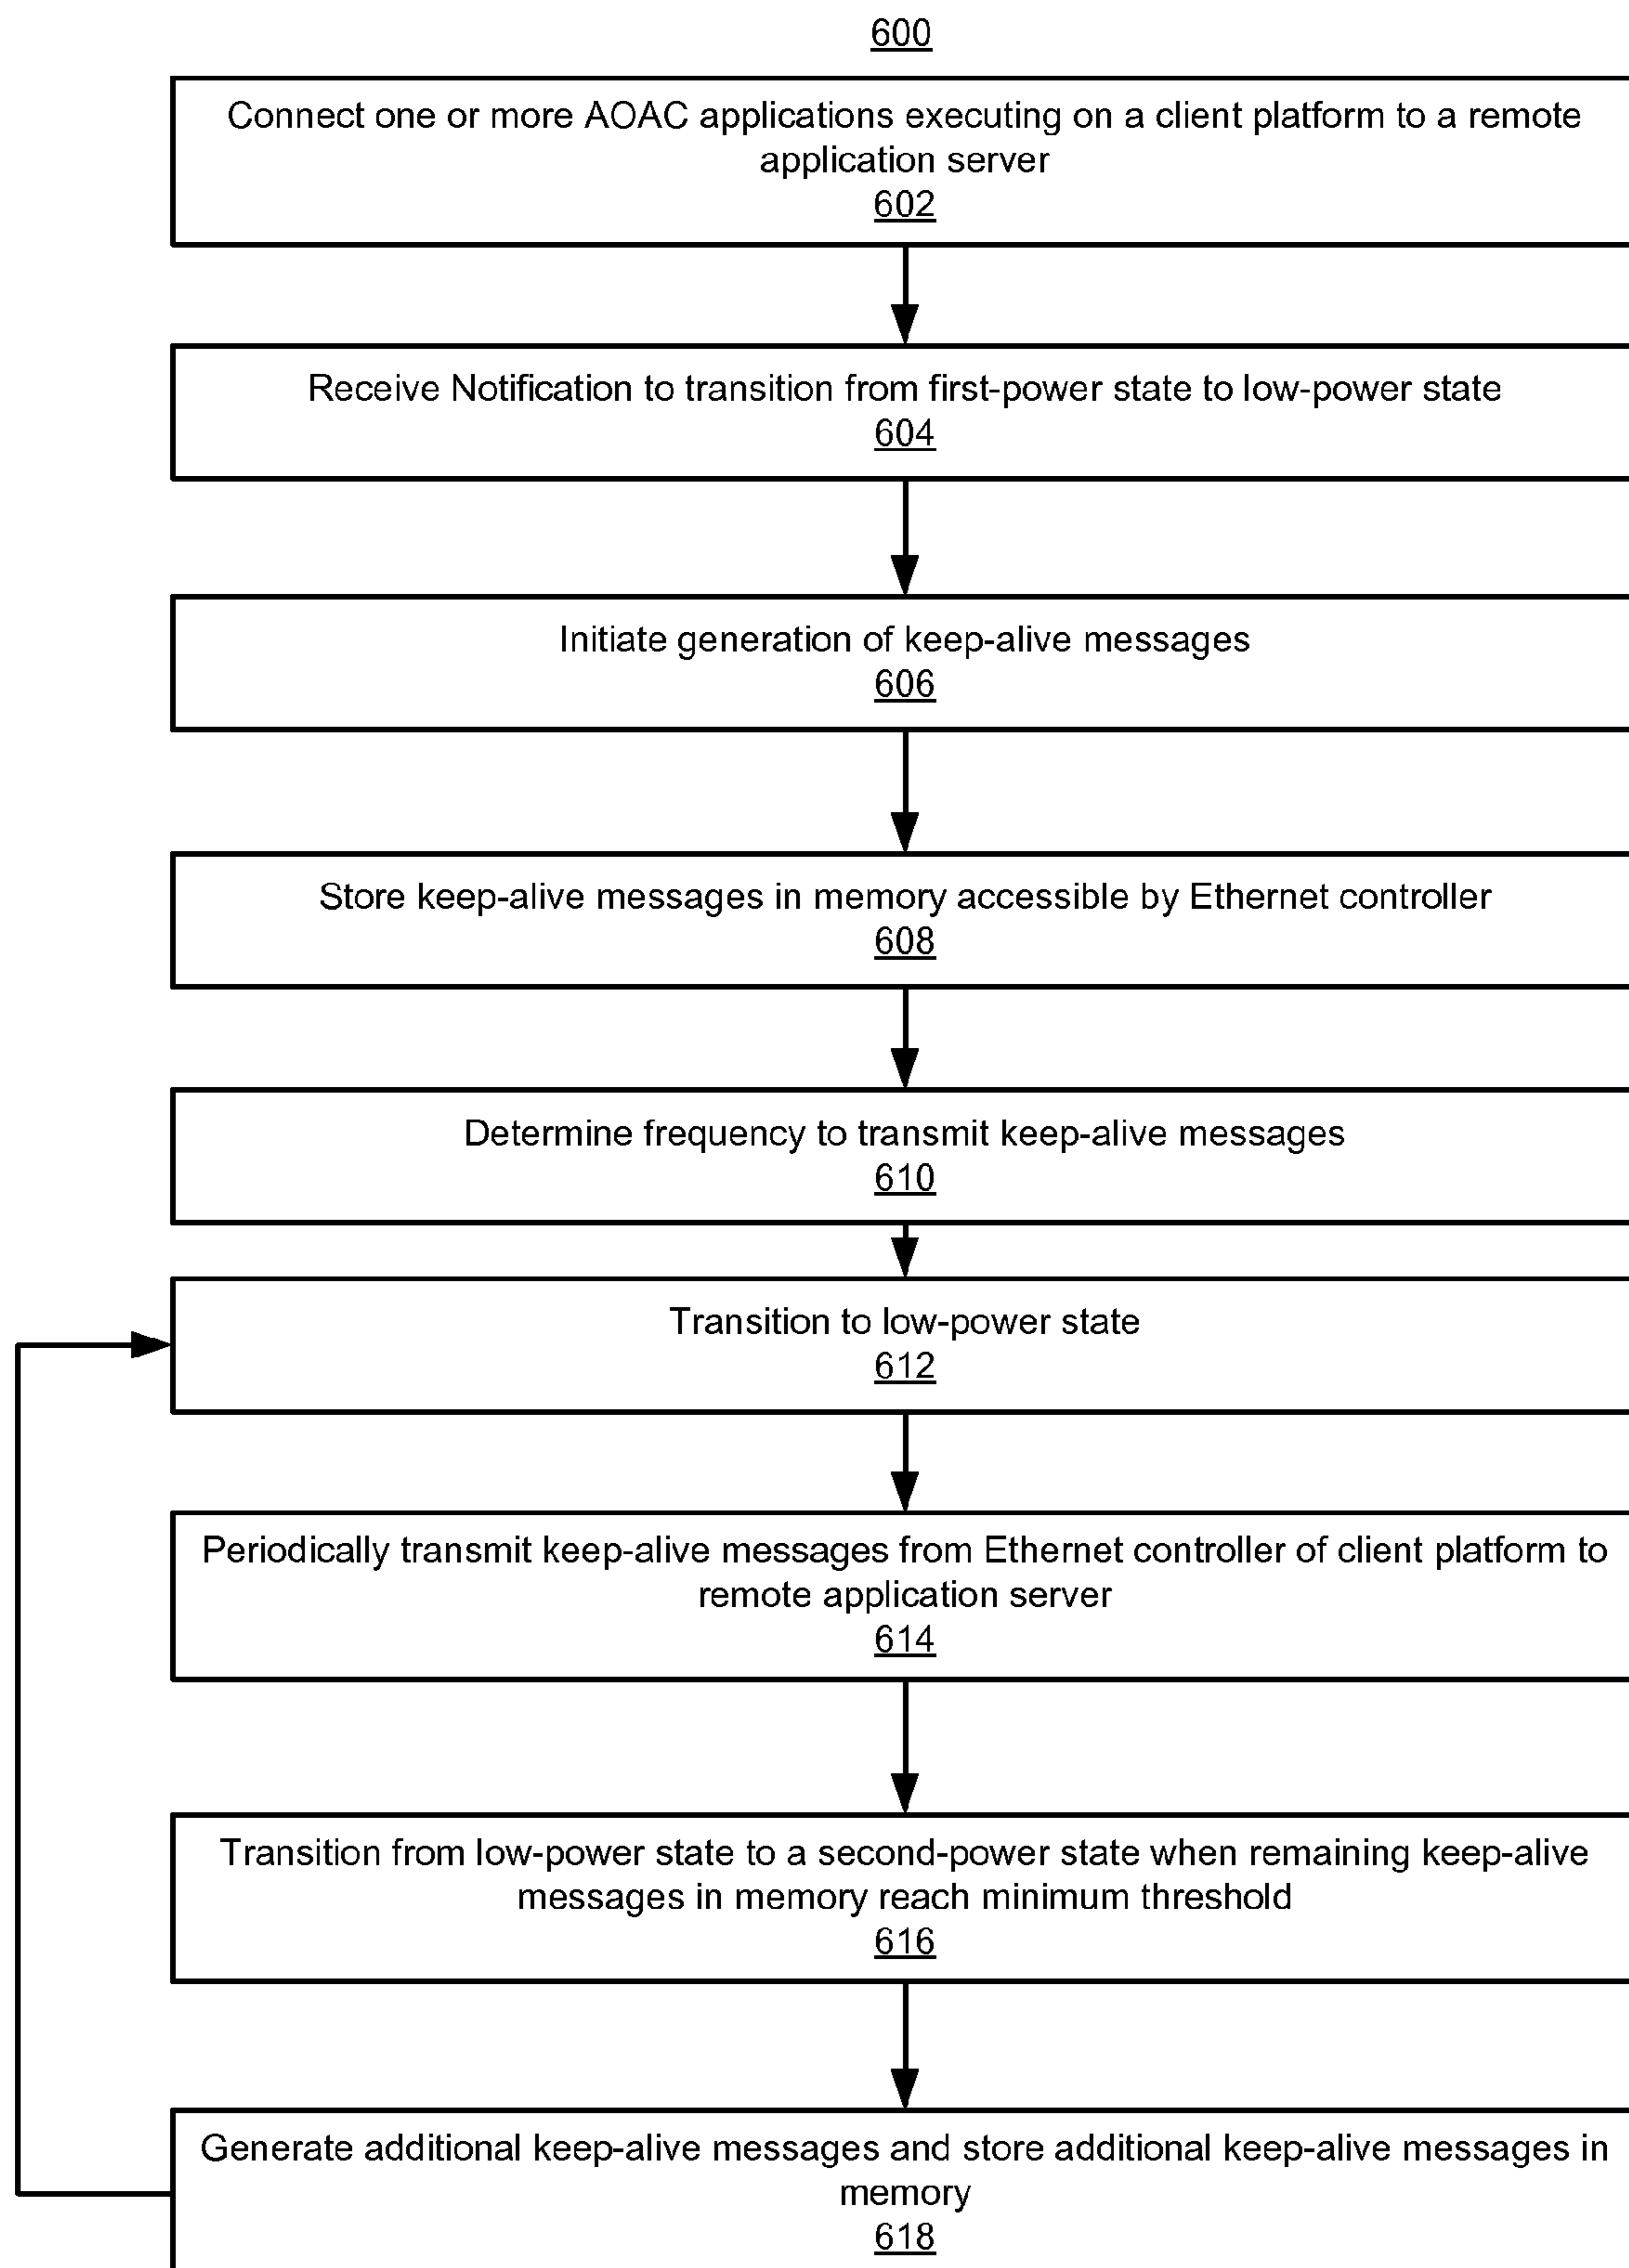 600
Connect one or more AOAC applications executing on a client platform to a remote
application server
602
Receive Notification to transition from first-power state to low-power state
604
Initiate generation of keep-alive messages
606
Store keep-alive messages in memory accessible by Ethernet controller
608
Determine frequency to transmit keep-alive messages
610
Transition to low-power state
612
Periodically transmit keep-alive messages from Ethernet controller of client platform to
remote application server
614
Transition from low-power state to a second-power state when remaining keep-alive
messages in memory reach minimum threshold
616
Generate additional keep-alive messages and store additional keep-alive messages in
memory
618